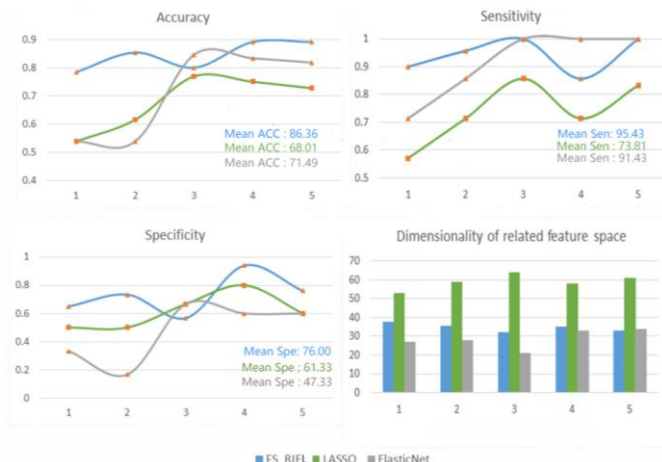 Accuracy
0.9
0.8
0.7
0.6
0.5
0.4
Mean ACC : 86.36
Mean ACC : 68.01
Mean ACC : 71.49
1 2 3 4 5
Sensitivity
1
0.9
0.8
0.7
0.6
0.5
Mean Sen: 95.43
Mean Sen : 73.81
Mean Sen : 91.43
1 2 3 4 5
Specificity
1
0.8
0.6
0.4
0.2
0
Mean Spe: 76.00
Mean Spe ; 61.33
Mean Spe : 47.33
1 2 3 4 5
Dimensionality of related feature space
70
60
50
40
30
20
10
0
1 2 3 4 5
FS_RIEL LASSO ElasticNet